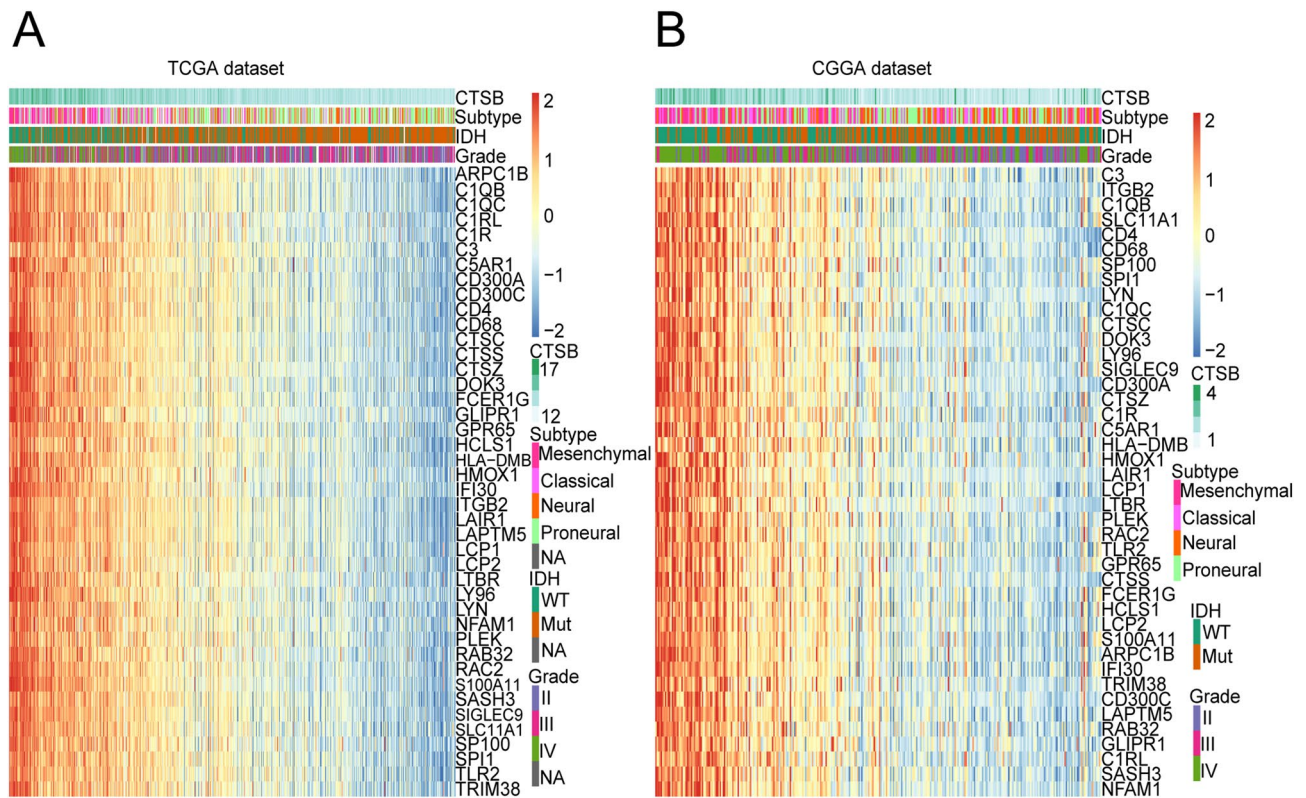 A
TCGA dataset
CTSB
Subtype
IDH
Grade
ARPC1B
C1QB
C1QC
C1RL
C1R
C3
C5AR1
CD300A
CD300C
CD4
CD68
CTSC
CTSS
CTSZ
DOK3
FCER1G
GLIPR1
GPR65
HCLS1
HLA−DMB
HMOX1
IFI30
ITGB2
LAIR1
LAPTM5
LCP1
LCP2
LTBR
LY96
LYN
NFAM1
PLEK
RAB32
RAC2
S100A11
SASH3
SIGLEC9
SLC11A1
SP100
SPI1
TLR2
TRIM38
2
1
0
−1
−2
CTSB
17
12
Subtype
Mesenchymal
Classical
Neural
Proneural
NA
IDH
WT
Mut
NA
Grade
II
III
IV
NA
B
CGGA dataset
CTSB
Subtype
IDH
Grade
C3
ITGB2
C1QB
SLC11A1
CD4
CD68
SP100
SPI1
LYN
C1QC
CTSC
DOK3
LY96
SIGLEC9
CD300A
CTSZ
C1R
C5AR1
HLA−DMB
HMOX1
LAIR1
LCP1
LTBR
PLEK
RAC2
TLR2
GPR65
CTSS
FCER1G
HCLS1
LCP2
S100A11
ARPC1B
IFI30
TRIM38
CD300C
LAPTM5
RAB32
GLIPR1
C1RL
SASH3
NFAM1
2
1
0
−1
−2
CTSB
4
1
Subtype
Mesenchymal
Classical
Neural
Proneural
IDH
WT
Mut
Grade
II
III
IV